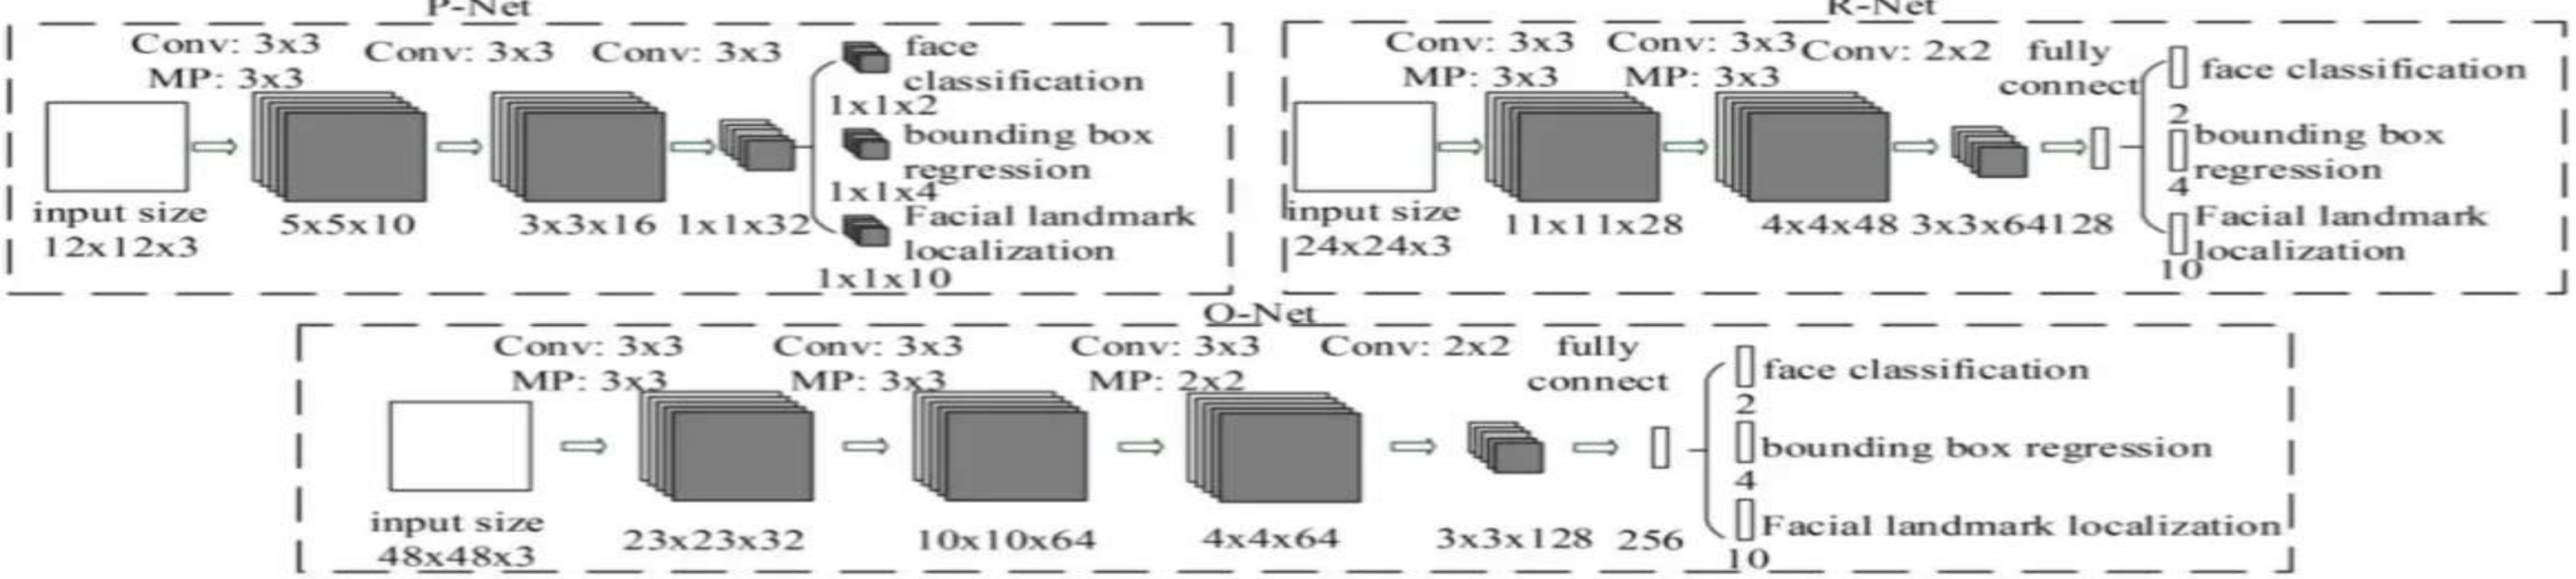 P-Net
Conv: 3x3
MP: 3x3
Conv: 3x3
Conv: 3x3
face
classification
1x1x2
bounding box
regression
1x1x4
Facial landmark
localization
1x1x10
input size
12x12x3
5x5x10
3x3x16
1x1x32
R-Net
Conv: 3x3
MP: 3x3
Conv: 3x3
MP: 3x3
Conv: 2x2
fully
connect
face classification
2
bounding box
regression
4
Facial landmark
localization
10
input size
24x24x3
11x11x28
4x4x48
3x3x64
128
O-Net
Conv: 3x3
MP: 3x3
Conv: 3x3
MP: 3x3
Conv: 3x3
MP: 2x2
Conv: 2x2
fully
connect
face classification
2
bounding box regression
4
Facial landmark localization
10
input size
48x48x3
23x23x32
10x10x64
4x4x64
3x3x128
256